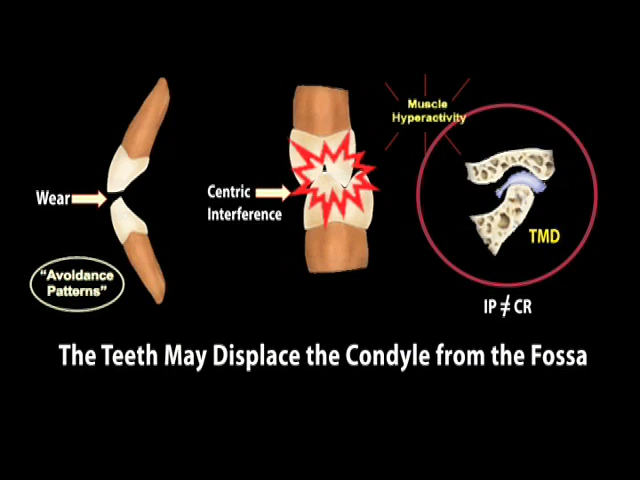 Muscle
Hyperactivity
Wear
Centric
Interference
TMD
"Avoidance
Patterns"
IP ≠ CR
The Teeth May Displace the Condyle from the Fossa